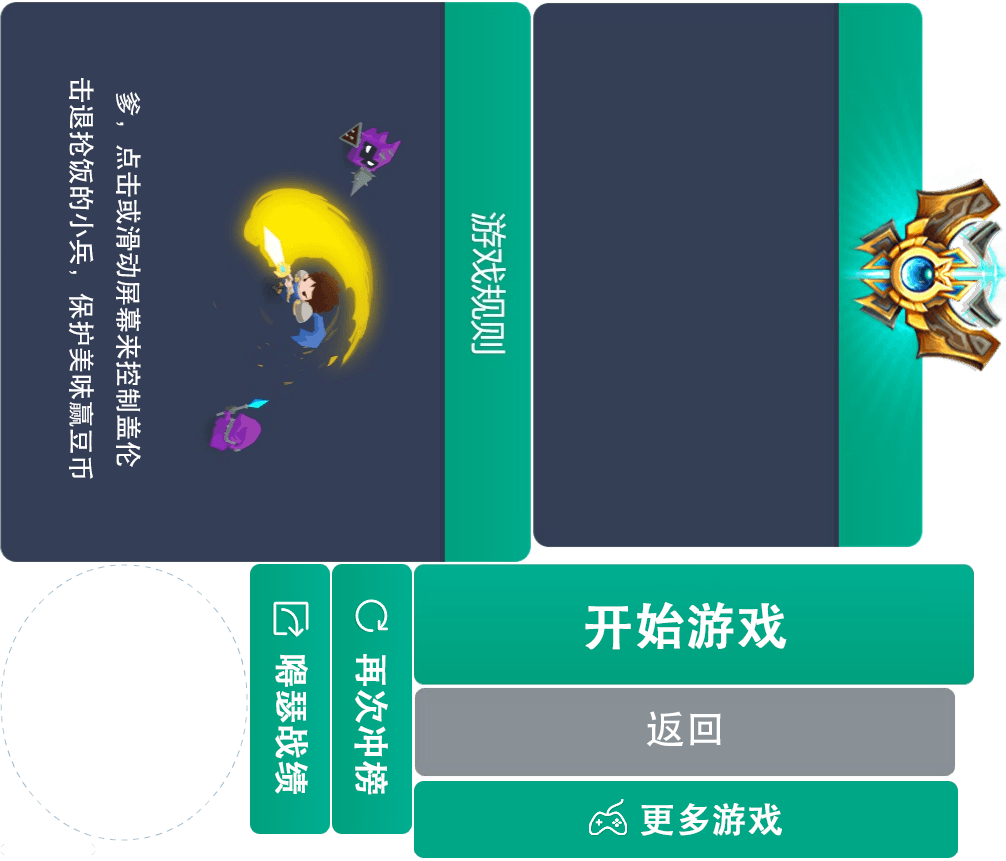 游戏规则
爹，点击或滑动屏幕来控制盖伦
击退抢饭的小兵，保护美味赢豆币
嘚瑟战绩
再次冲榜
开始游戏
返回
更多游戏